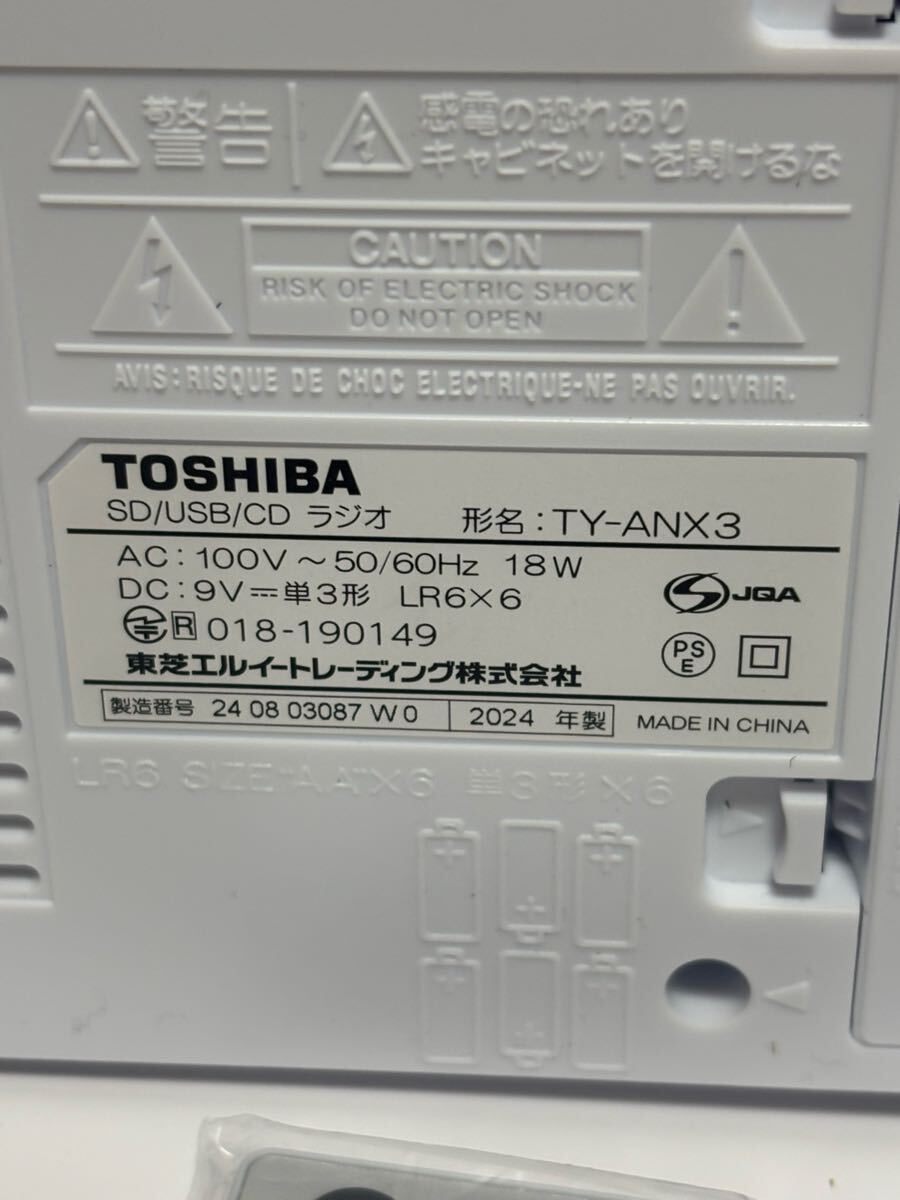 警告
感電の恐れあり
キャビネットを開けるな
CAUTION
RISK OF ELECTRIC SHOCK
DO NOT OPEN
AVIS: RISQUE DE CHOC ELECTRIQUE-NE PAS OUVRIR.
TOSHIBA
SD/USB/CD ラジオ 形名:TY-ANX3
AC:100V～50/60Hz 18W
DC:9V⎓単3形 LR6×6
R 018-190149
JQA
PS
E
東芝エルイートレーディング株式会社
製造番号 24 08 03087 W0 2024 年製 MADE IN CHINA
LR6 SIZE"AA"×6 単3形×6